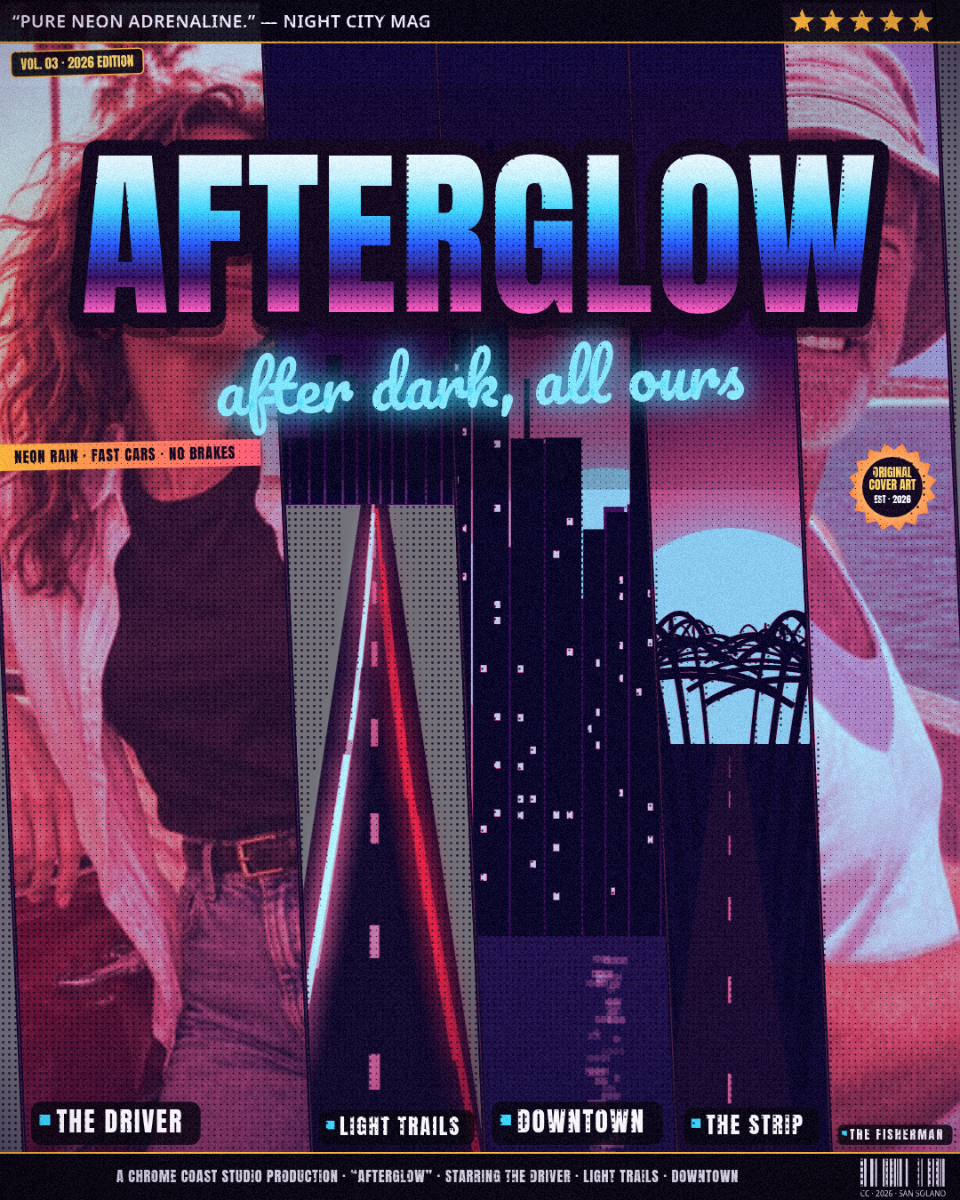 “PURE NEON ADRENALINE.” — NIGHT CITY MAG
VOL. 03 · 2026 EDITION
AFTERGLOW
after dark, all ours
NEON RAIN · FAST CARS · NO BRAKES
ORIGINAL
COVER ART
EST · 2026
THE DRIVER
LIGHT TRAILS
DOWNTOWN
THE STRIP
THE FISHERMAN
A CHROME COAST STUDIO PRODUCTION · “AFTERGLOW” · STARRING THE DRIVER · LIGHT TRAILS · DOWNTOWN
CC · 2026 · SAN SOLANO